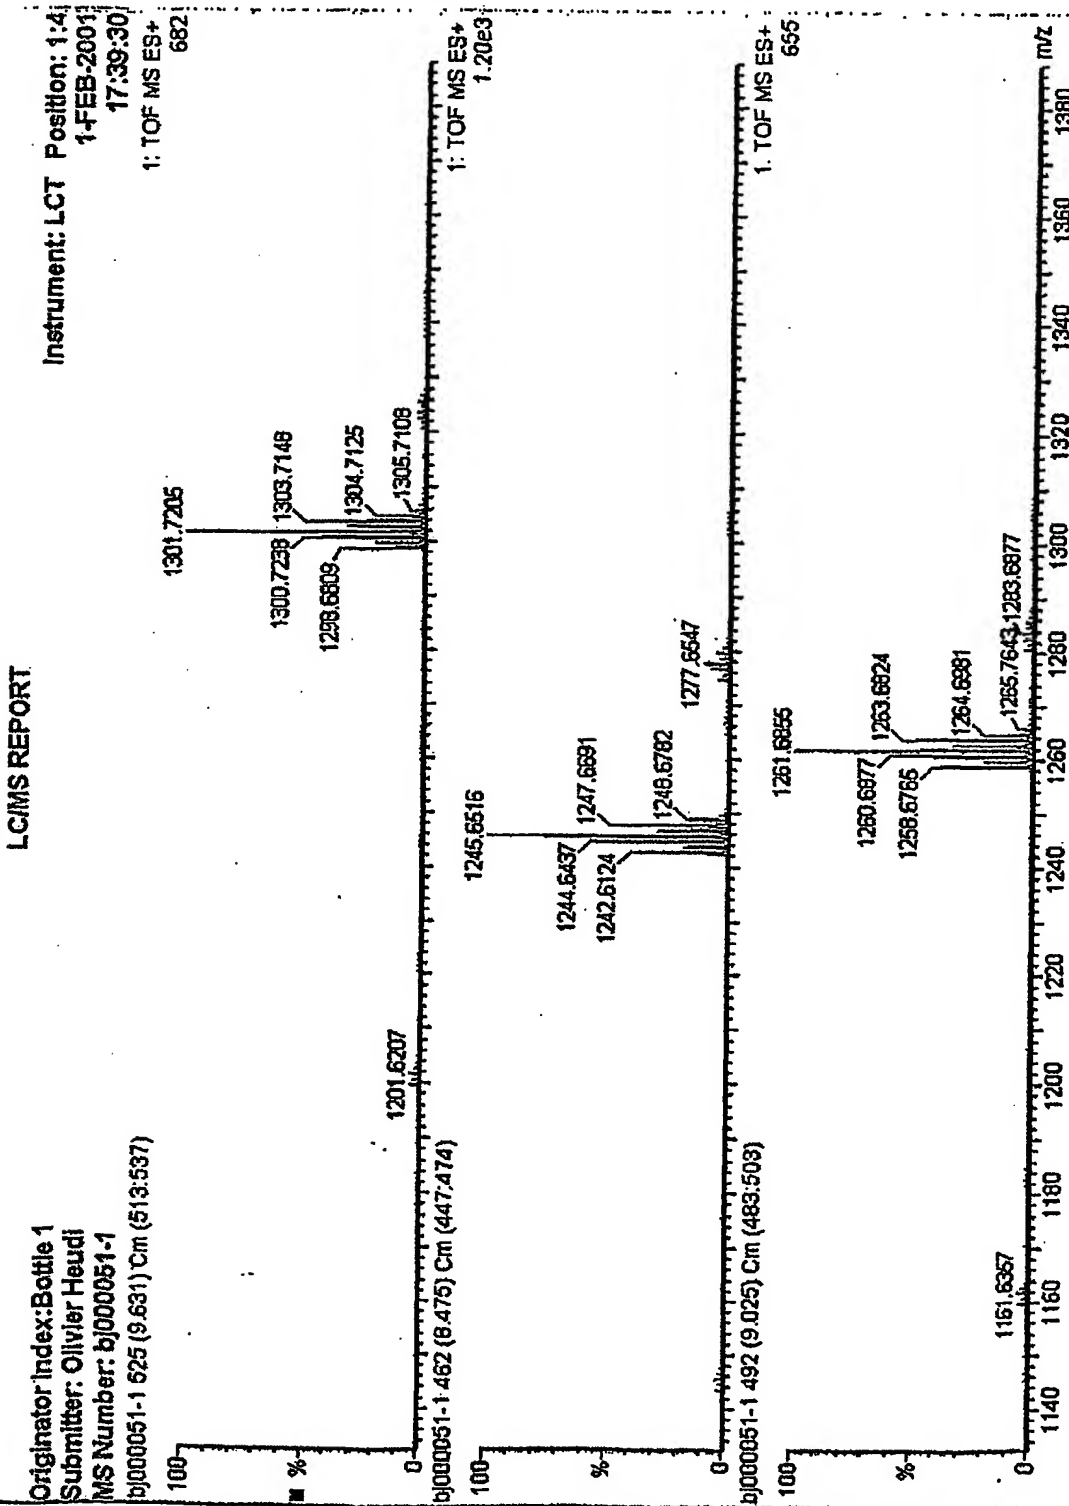 LC/MS REPORT
Originator Index:Bottle 1
Submitter: Olivier Heudi
MS Number: bj000051-1
Instrument: LCT Position: 1:4
1-FEB-2001
17:39:30
bj000051-1 525 (9.631) Cm (513:537)
1: TOF MS ES+
682
100
%
0
1201.6207
1301.7205
1300.7238
1298.6809
1303.7148
1304.7125
1305.7108
bj000051-1 462 (8.475) Cm (447:474)
1: TOF MS ES+
1.20e3
100
%
0
1245.6516
1244.6437
1242.6124
1247.6691
1248.6782
1277.6547
bj000051-1 492 (9.025) Cm (483:503)
1. TOF MS ES+
655
100
%
0
1161.6357
1261.6855
1260.6977
1258.6765
1263.6824
1264.6981
1265.7643
1283.6877
1140 1160 1180 1200 1220 1240 1260 1280 1300 1320 1340 1360 1380
m/z